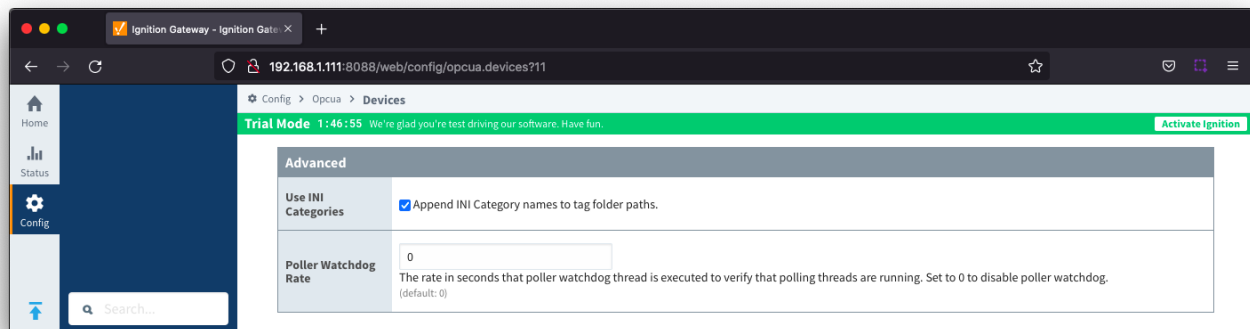 Ignition Gateway - Ignition Gate
192.168.1.111:8088/web/config/opcua.devices?11
Home
Status
Config
Search...
Config > Opcua > Devices
Trial Mode 1:46:55 We're glad you're test driving our software. Have fun.
Activate Ignition
Advanced
Use INI
Categories
Append INI Category names to tag folder paths.
Poller Watchdog
Rate
0
The rate in seconds that poller watchdog thread is executed to verify that polling threads are running. Set to 0 to disable poller watchdog.
(default: 0)